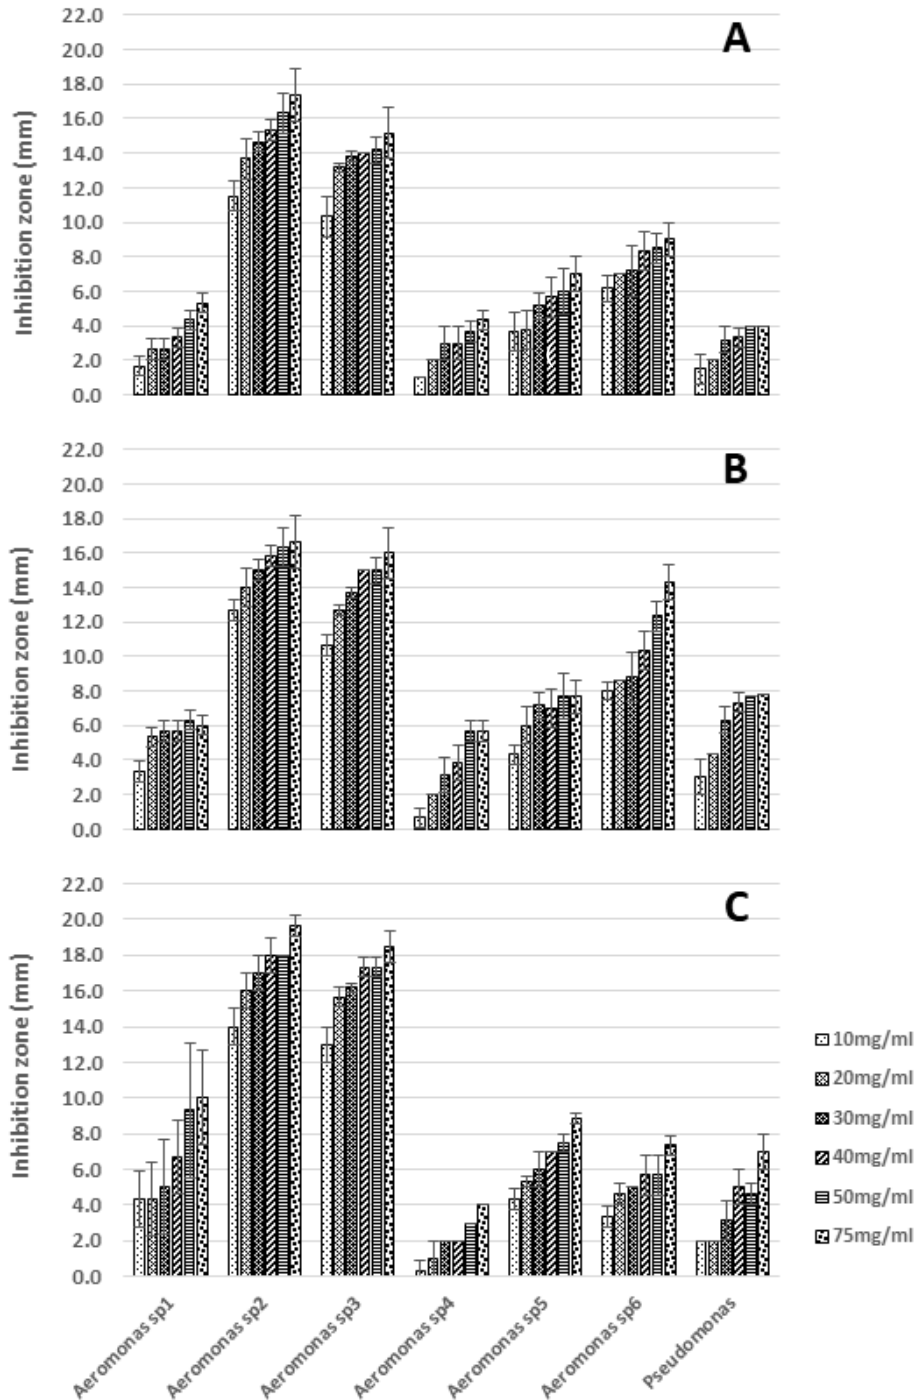 A
Inhibition zone (mm)
22.0
20.0
18.0
16.0
14.0
12.0
10.0
8.0
6.0
4.0
2.0
0.0
B
Inhibition zone (mm)
22.0
20.0
18.0
16.0
14.0
12.0
10.0
8.0
6.0
4.0
2.0
0.0
C
Inhibition zone (mm)
22.0
20.0
18.0
16.0
14.0
12.0
10.0
8.0
6.0
4.0
2.0
0.0
10mg/ml
20mg/ml
30mg/ml
40mg/ml
50mg/ml
75mg/ml
Aeromonas sp1
Aeromonas sp2
Aeromonas sp3
Aeromonas sp4
Aeromonas sp5
Aeromonas sp6
Pseudomonas